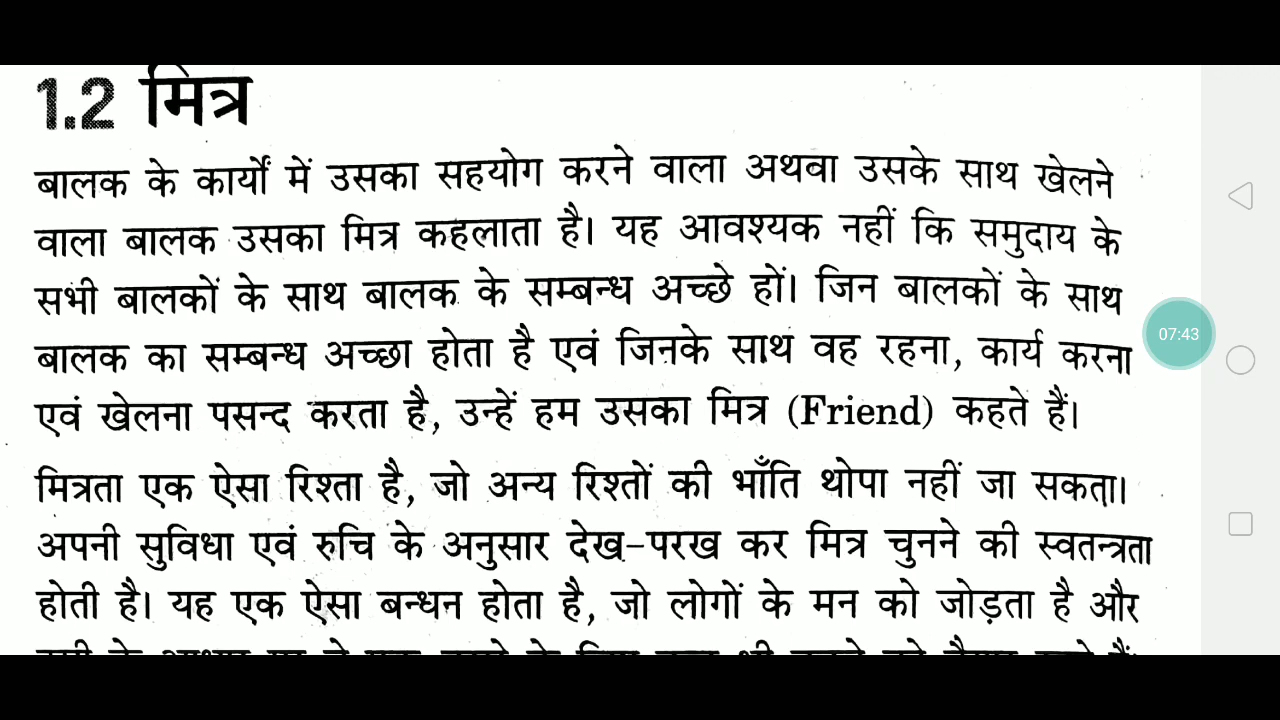 1.2 मित्र
बालक के कार्यों में उसका सहयोग करने वाला अथवा उसके साथ खेलने
वाला बालक उसका मित्र कहलाता है। यह आवश्यक नहीं कि समुदाय के
सभी बालकों के साथ बालक के सम्बन्ध अच्छे हों। जिन बालकों के साथ
बालक का सम्बन्ध अच्छा होता है एवं जिनके साथ वह रहना, कार्य करना
एवं खेलना पसन्द करता है, उन्हें हम उसका मित्र (Friend) कहते हैं।
मित्रता एक ऐसा रिश्ता है, जो अन्य रिश्तों की भाँति थोपा नहीं जा सकता।
अपनी सुविधा एवं रुचि के अनुसार देख-परख कर मित्र चुनने की स्वतन्त्रता
होती है। यह एक ऐसा बन्धन होता है, जो लोगों के मन को जोड़ता है और
07:43